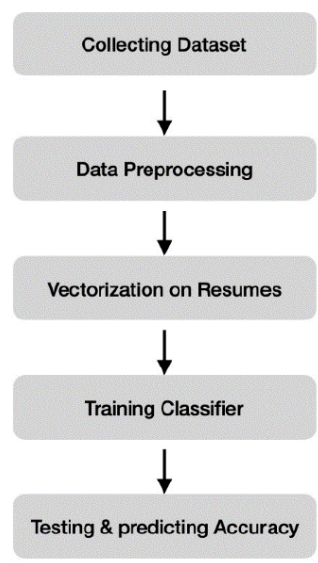 Collecting Dataset
Data Preprocessing
Vectorization on Resumes
Training Classifier
Testing & predicting Accuracy